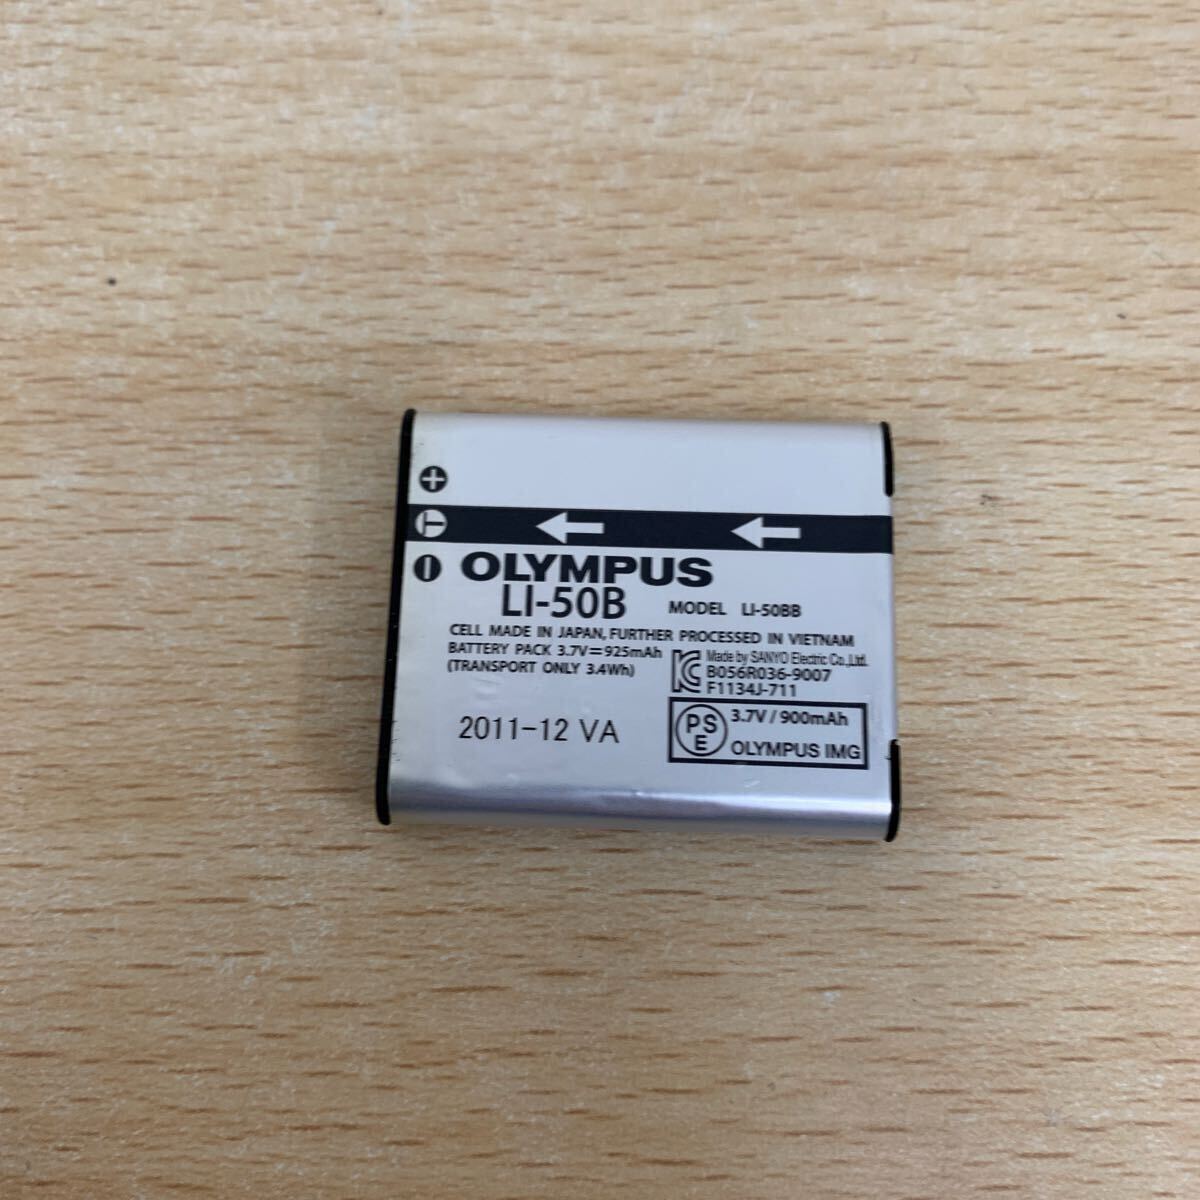 OLYMPUS
LI-50B
MODEL LI-50BB
CELL MADE IN JAPAN, FURTHER PROCESSED IN VIETNAM
BATTERY PACK 3.7V⎓925mAh
(TRANSPORT ONLY 3.4Wh)
Made by SANYO Electric Co.,Ltd.
B056R036-9007
F1134J-711
2011-12 VA
PSE
3.7V / 900mAh
OLYMPUS IMG